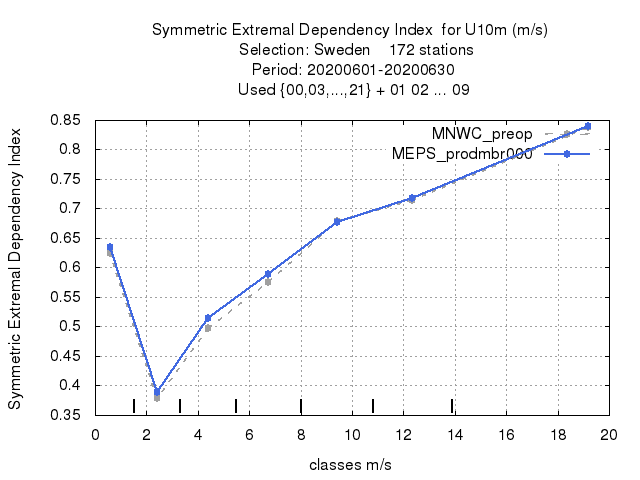 Symmetric Extremal Dependency Index  for U10m (m/s)
Selection: Sweden    172 stations
Period: 20200601-20200630
Used {00,03,...,21} + 01 02 ... 09
Symmetric Extremal Dependency Index
0.85
0.8
0.75
0.7
0.65
0.6
0.55
0.5
0.45
0.4
0.35
MNWC_preop
MEPS_prodmbr000
0 2 4 6 8 10 12 14 16 18 20
classes m/s